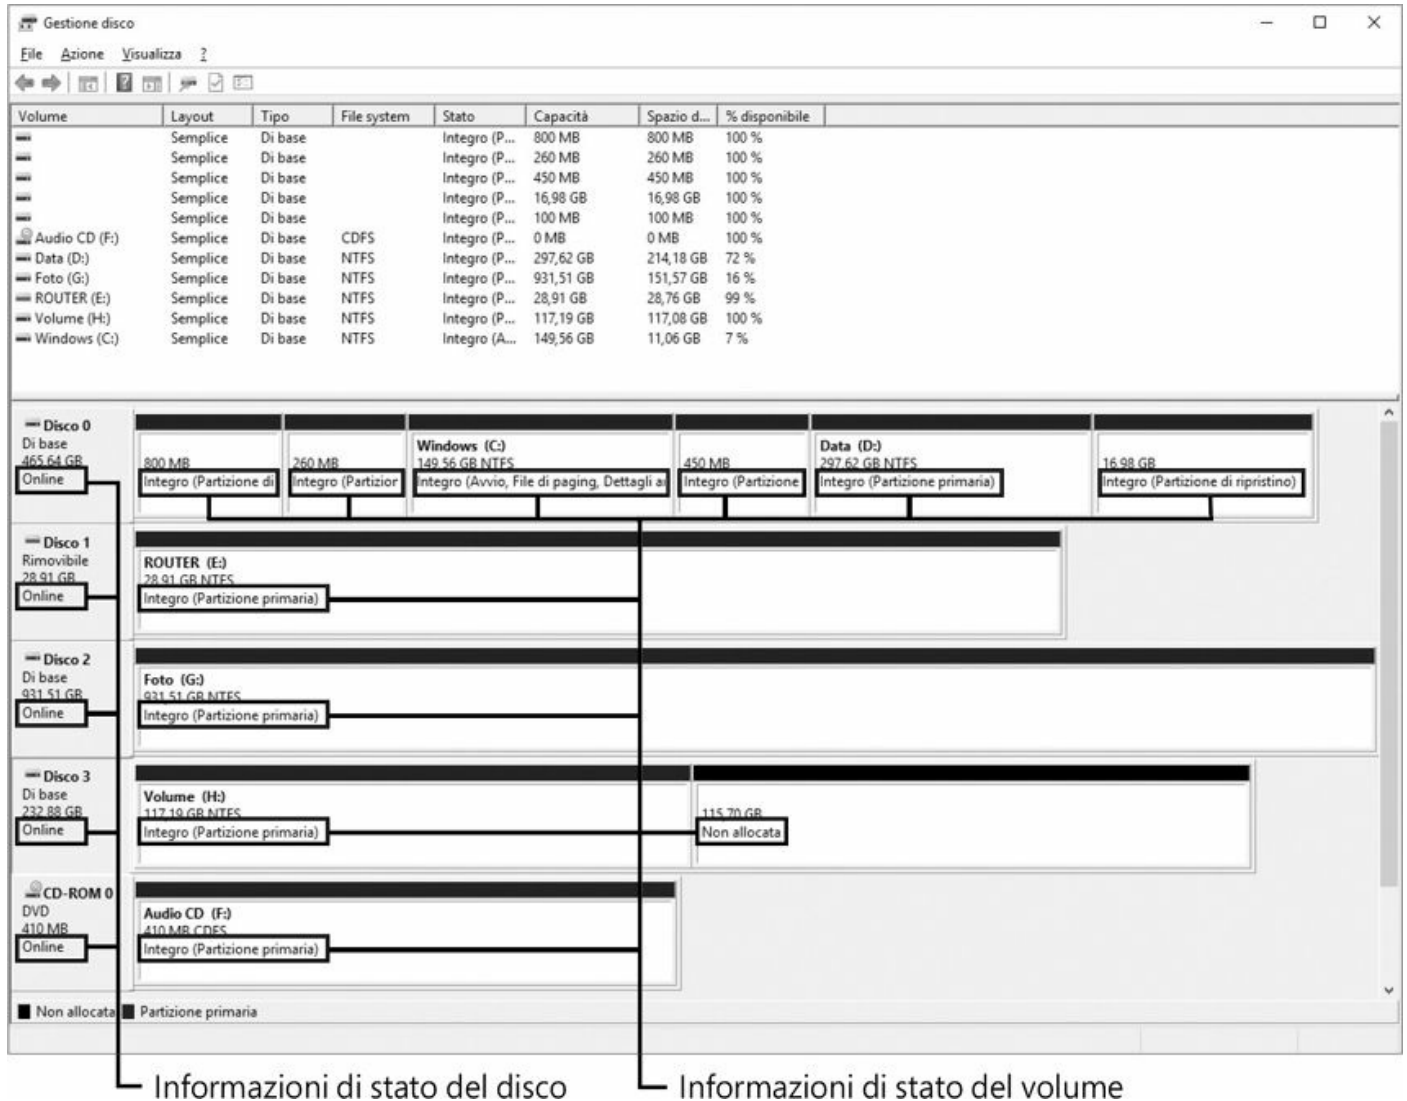 Gestione disco
File Azione Visualizza ?
Volume Layout Tipo File system Stato Capacità Spazio d... % disponibile
Semplice Di base Integro (P... 800 MB 800 MB 100 %
Semplice Di base Integro (P... 260 MB 260 MB 100 %
Semplice Di base Integro (P... 450 MB 450 MB 100 %
Semplice Di base Integro (P... 16,98 GB 16,98 GB 100 %
Semplice Di base Integro (P... 100 MB 100 MB 100 %
Audio CD (F:) Semplice Di base CDFS Integro (P... 0 MB 0 MB 100 %
Data (D:) Semplice Di base NTFS Integro (P... 297,62 GB 214,18 GB 72 %
Foto (G:) Semplice Di base NTFS Integro (P... 931,51 GB 151,57 GB 16 %
ROUTER (E:) Semplice Di base NTFS Integro (P... 28,91 GB 28,76 GB 99 %
Volume (H:) Semplice Di base NTFS Integro (P... 117,19 GB 117,08 GB 100 %
Windows (C:) Semplice Di base NTFS Integro (A... 149,56 GB 11,06 GB 7 %
Disco 0
Di base
465,64 GB
Online
800 MB
Integro (Partizione di
260 MB
Integro (Partizior
Windows (C:)
149,56 GB NTFS
Integro (Avvio, File di paging, Dettagli a
450 MB
Integro (Partizione
Data (D:)
297,62 GB NTFS
Integro (Partizione primaria)
16,98 GB
Integro (Partizione di ripristino)
Disco 1
Rimovibile
28,91 GB
Online
ROUTER (E:)
28,91 GB NTFS
Integro (Partizione primaria)
Disco 2
Di base
931,51 GB
Online
Foto (G:)
931,51 GB NTFS
Integro (Partizione primaria)
Disco 3
Di base
232,88 GB
Online
Volume (H:)
117,19 GB NTFS
Integro (Partizione primaria)
115,70 GB
Non allocata
CD-ROM 0
DVD
410 MB
Online
Audio CD (F:)
410 MB CDFS
Integro (Partizione primaria)
Non allocata Partizione primaria
Informazioni di stato del disco
Informazioni di stato del volume